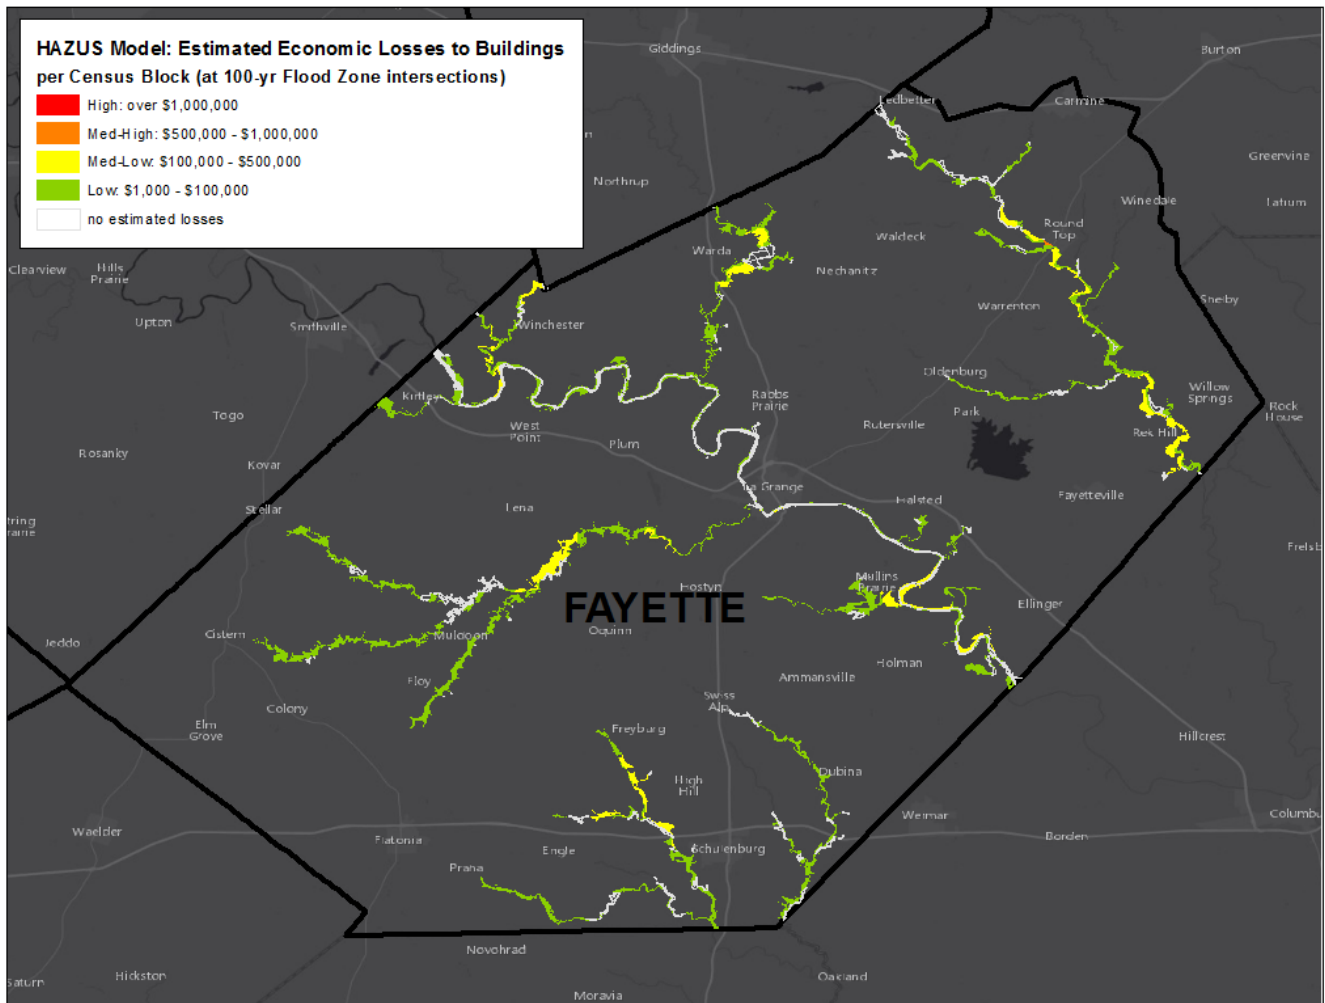 HAZUS Model: Estimated Economic Losses to Buildings
per Census Block (at 100-yr Flood Zone intersections)
High: over $1,000,000
Med-High: $500,000 - $1,000,000
Med-Low: $100,000 - $500,000
Low: $1,000 - $100,000
no estimated losses
Giddings
Burton
Ledbetter
Carmine
Greenvine
Northrup
Winedale
Latium
Round
Top
Waldeck
Warda
Nechanitz
Clearview
Hills
Prairie
Shelby
Warrenton
Upton
Smithville
Winchester
Oldenburg
Willow
Springs
Kirtley
Rabbs
Prairie
Rock
House
Togo
Park
West
Point
Rutersville
Rek Hill
Plum
Rosanky
Kovar
La Grange
Fayetteville
Halsted
Stellar
Lena
Mullins
Prairie
Hostyn
Ellinger
FAYETTE
Cistern
Muldoon
Oquinn
Jeddo
Holman
Ammansville
Floy
Swiss
Alp
Colony
Elm
Grove
Freyburg
Hillcrest
Dubina
High
Hill
Weimar
Waelder
Flatonia
Borden
Engle
Schulenburg
Praha
Novohrad
Hickston
Oakland
Moravia